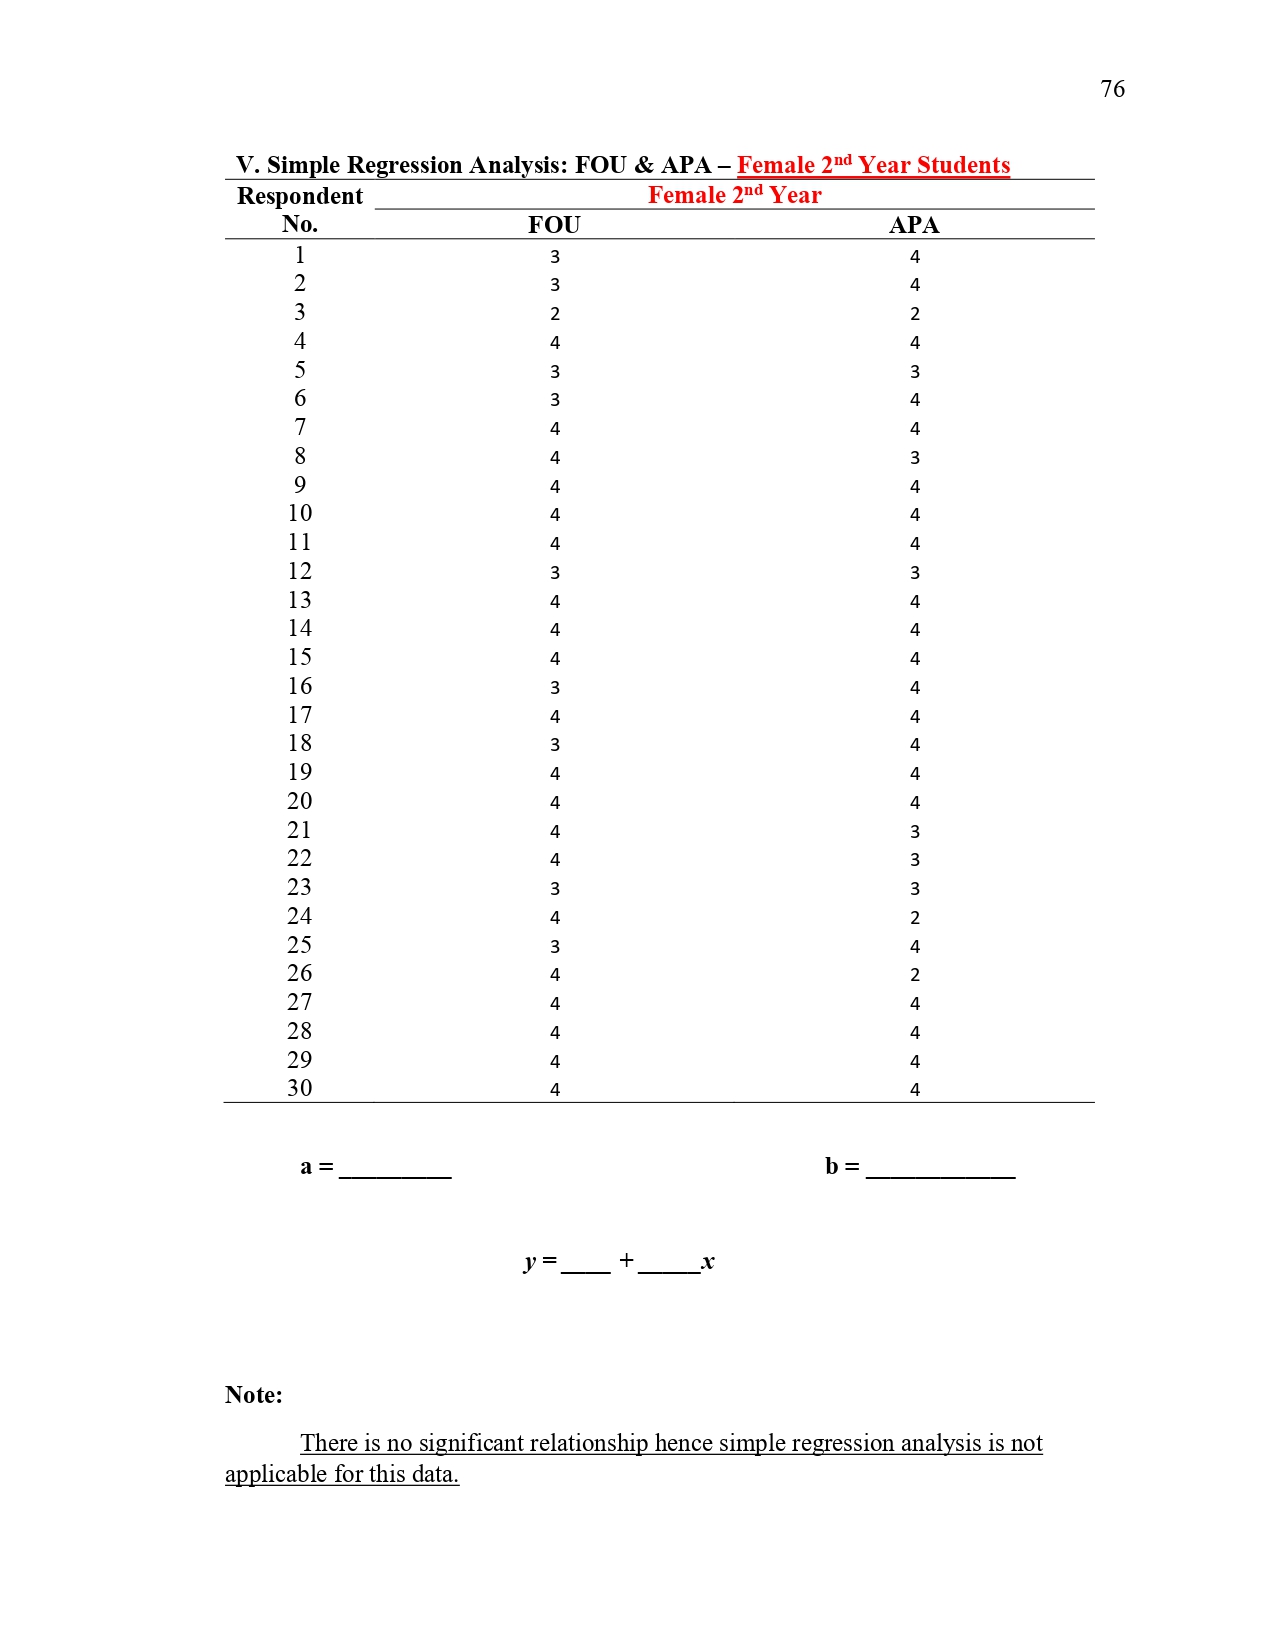 76
V. Simple Regression Analysis: FOU & APA – Female 2nd Year Students
Respondent No. Female 2nd Year
FOU APA
1 3 4
2 3 4
3 2 2
4 4 4
5 3 3
6 3 4
7 4 4
8 4 3
9 4 4
10 4 4
11 4 4
12 3 3
13 4 4
14 4 4
15 4 4
16 3 4
17 4 4
18 3 4
19 4 4
20 4 4
21 4 3
22 4 3
23 3 3
24 4 2
25 3 4
26 4 2
27 4 4
28 4 4
29 4 4
30 4 4
a = _________ b = ____________
y = ____ + _____x
Note:
There is no significant relationship hence simple regression analysis is not
applicable for this data.